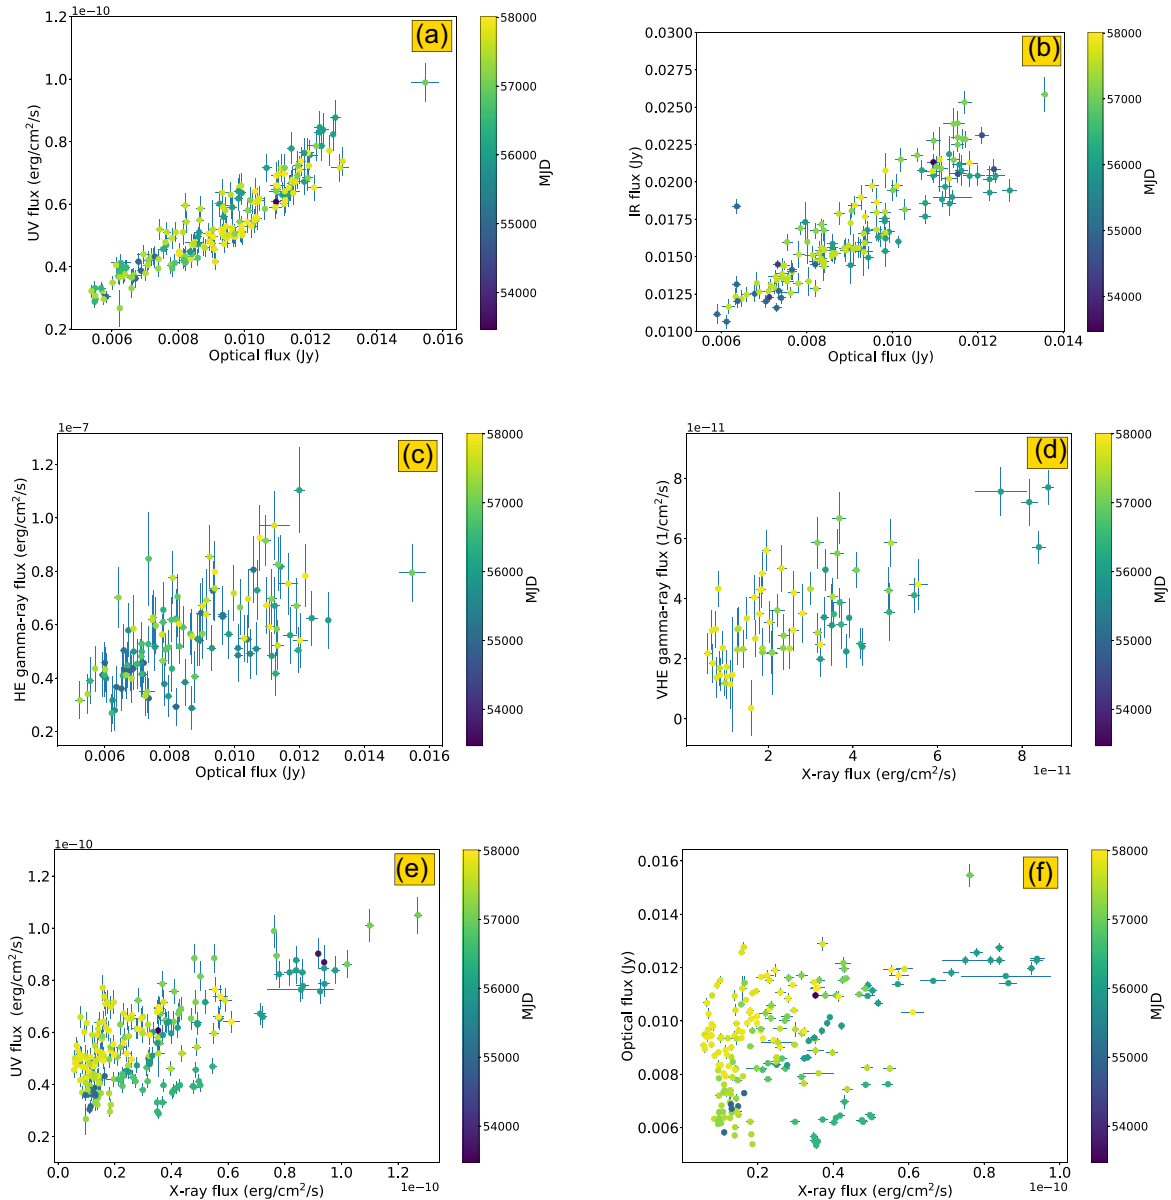 1e−10
(a)
1.2
1.0
0.8
0.6
0.4
0.2
UV flux (erg/cm²/s)
0.006 0.008 0.010 0.012 0.014 0.016
Optical flux (Jy)
58000
57000
56000
55000
54000
MJD
(b)
0.0300
0.0275
0.0250
0.0225
0.0200
0.0175
0.0150
0.0125
0.0100
IR flux (Jy)
0.006 0.008 0.010 0.012 0.014
Optical flux (Jy)
58000
57000
56000
55000
54000
MJD
1e−7
(c)
1.2
1.0
0.8
0.6
0.4
0.2
HE gamma-ray flux (erg/cm²/s)
0.006 0.008 0.010 0.012 0.014 0.016
Optical flux (Jy)
58000
57000
56000
55000
54000
MJD
1e−11
(d)
8
6
4
2
0
VHE gamma-ray flux (1/cm²/s)
2 4 6 8
X-ray flux (erg/cm²/s)
1e−11
58000
57000
56000
55000
54000
MJD
1e−10
(e)
1.2
1.0
0.8
0.6
0.4
0.2
UV flux (erg/cm²/s)
0.0 0.2 0.4 0.6 0.8 1.0 1.2
X-ray flux (erg/cm²/s)
1e−10
58000
57000
56000
55000
54000
MJD
(f)
0.016
0.014
0.012
0.010
0.008
0.006
Optical flux (Jy)
0.2 0.4 0.6 0.8 1.0
X-ray flux (erg/cm²/s)
1e−10
58000
57000
56000
55000
54000
MJD